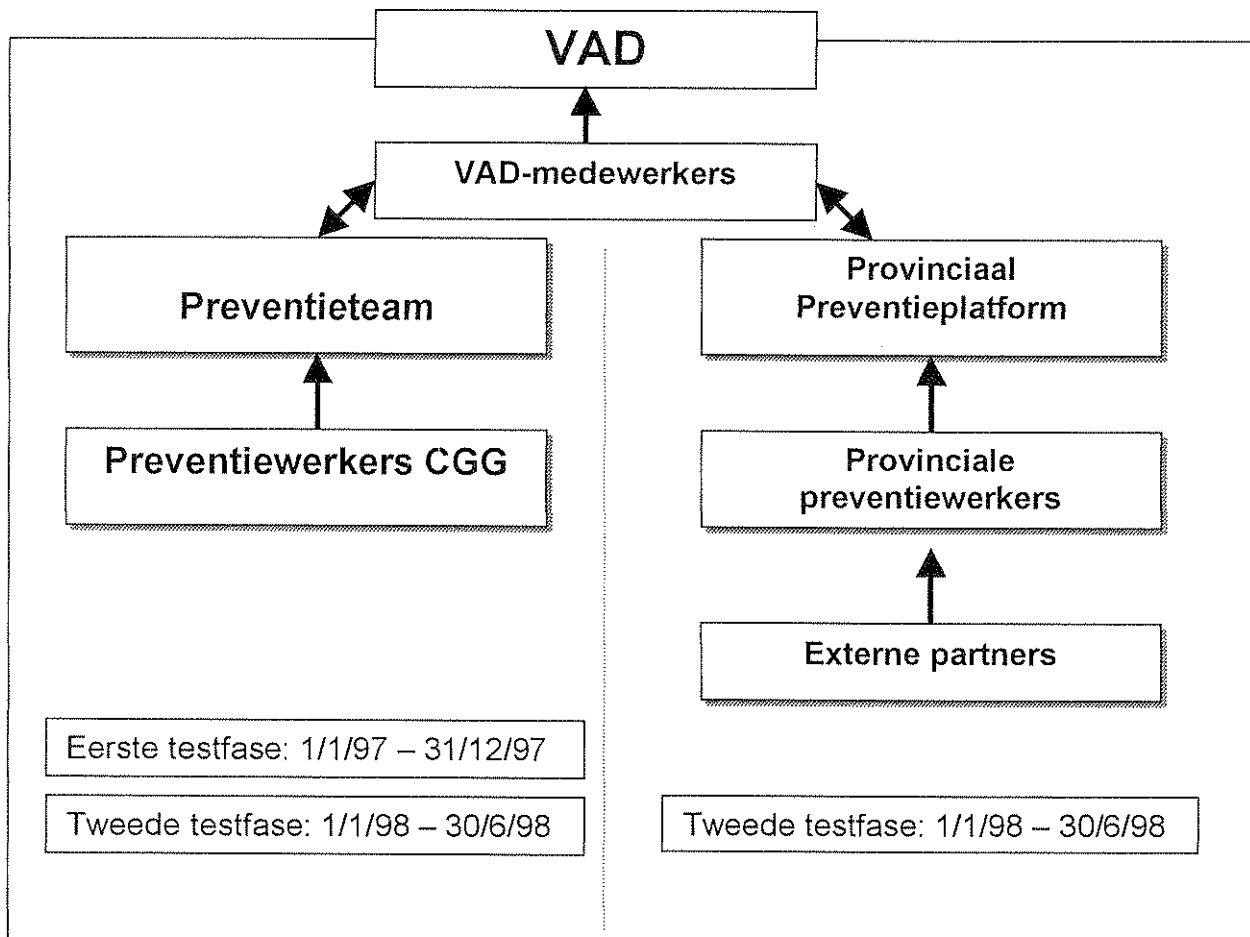 VAD
VAD-medewerkers
Preventieteam
Provinciaal
Preventieplatform
Preventiewerkers CGG
Provinciale
preventiewerkers
Externe partners
Eerste testfase: 1/1/97 – 31/12/97
Tweede testfase: 1/1/98 – 30/6/98
Tweede testfase: 1/1/98 – 30/6/98